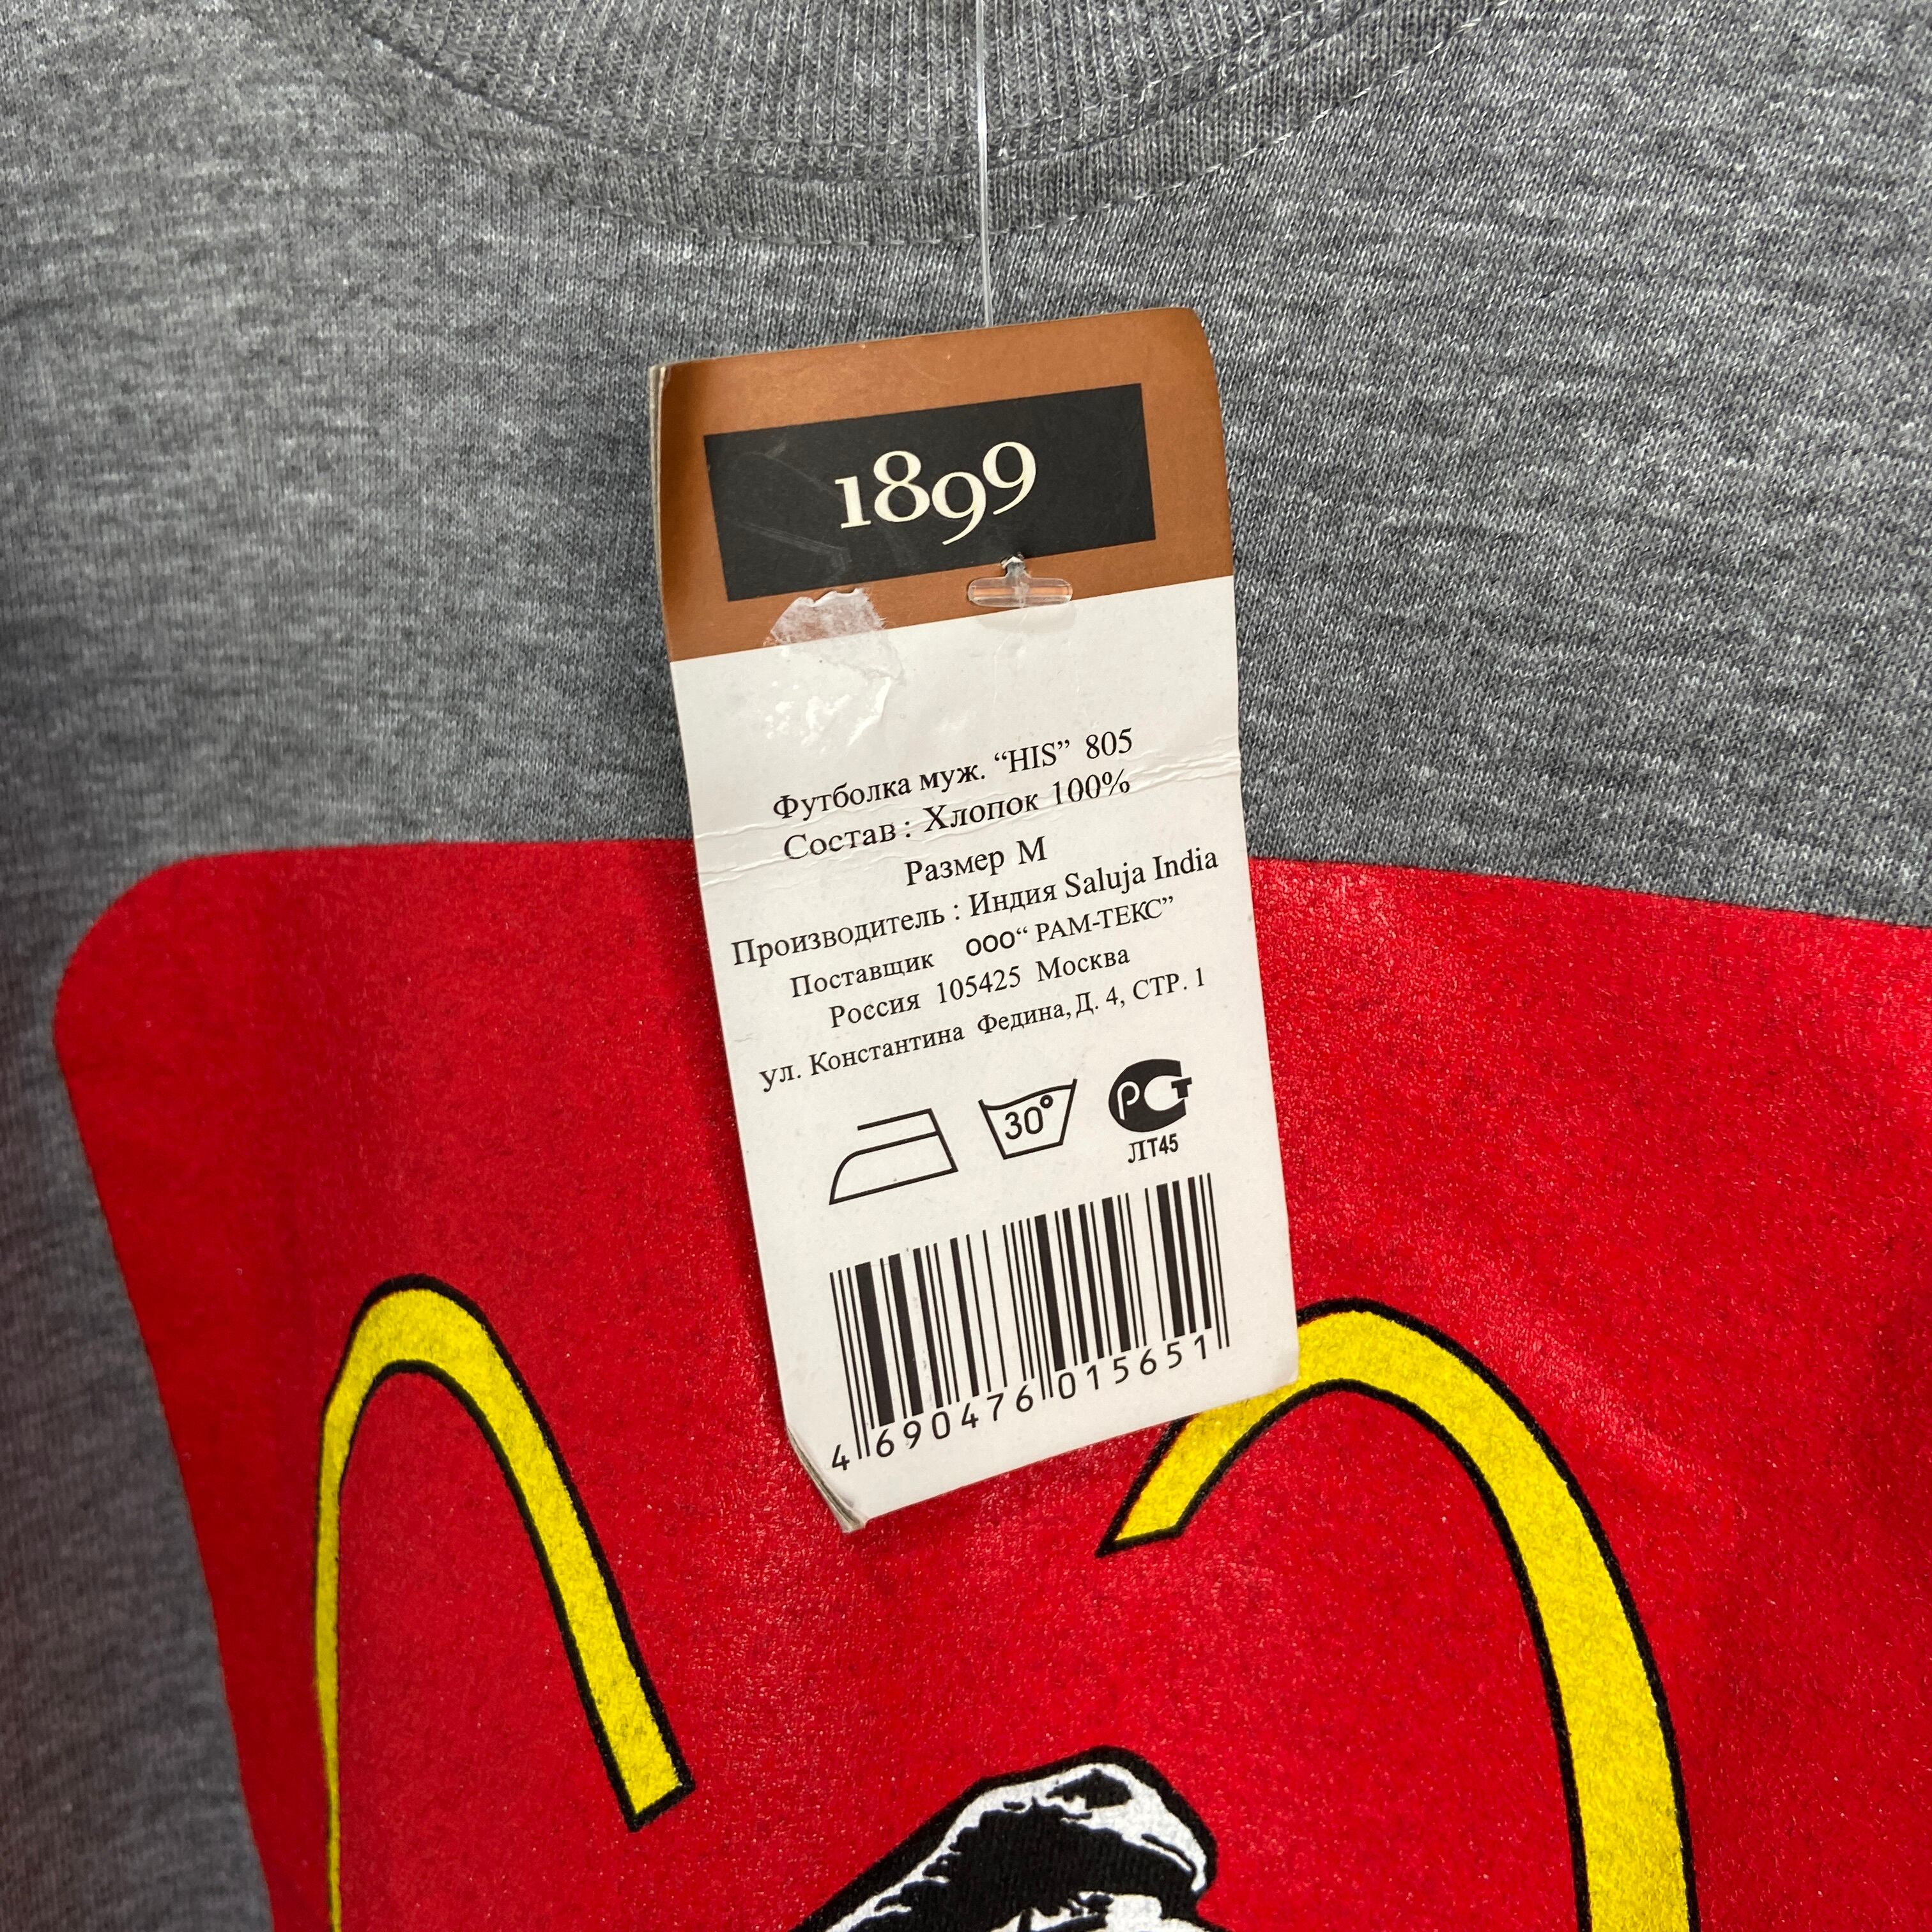 1899
Футболка муж. “HIS” 805
Состав : Хлопок 100%
Размер М
Производитель : Индия Saluja India
Поставщик ООО“ РАМ-ТЕКС”
Россия 105425 Москва
ул. Константина Федина, Д. 4, СТР. 1
30° РСТ
ЛТ45
4 690476 015651